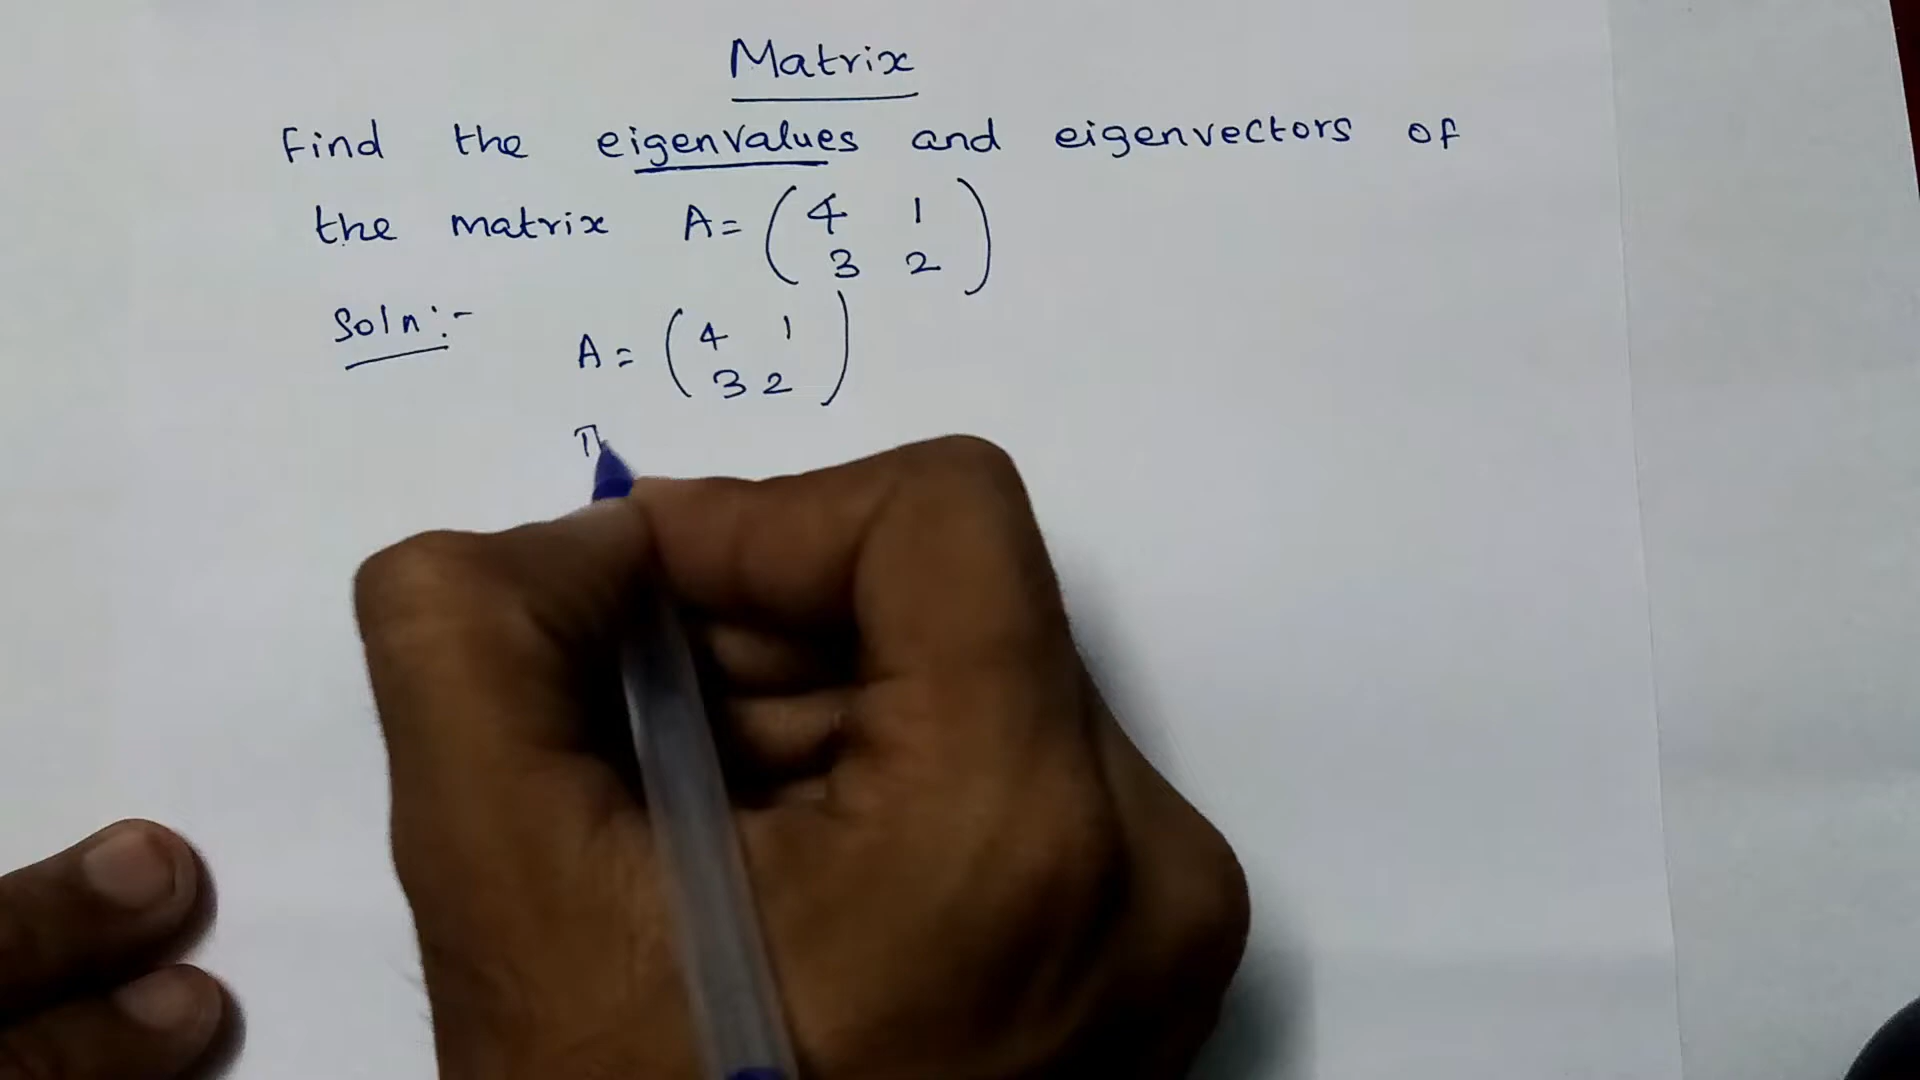 Matrix
Find the eigenvalues and eigenvectors of
the matrix A= (4 1
3 2)
Soln:- A = (4 1
3 2)